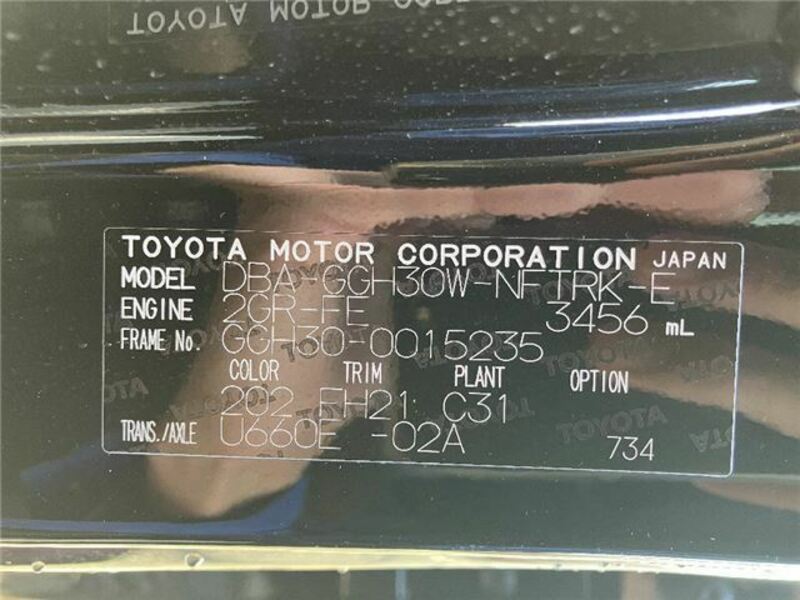 TOYOTA MOTOR CORPORATION JAPAN
MODEL DBA-GGH30W-NFTRK-E
ENGINE 2GR-FE 3456 mL
FRAME No. GGH30-0015235
COLOR TRIM PLANT OPTION
202 FH21 C31
TRANS./AXLE U660E -02A 734